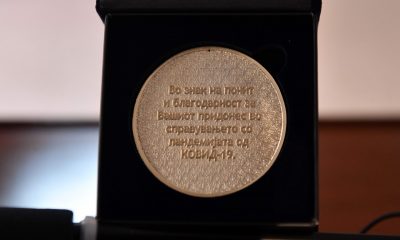 Во знак на почит
и благодарност за
Вашиот придонес во
справувањето со
пандемијата од
КОВИД-19.